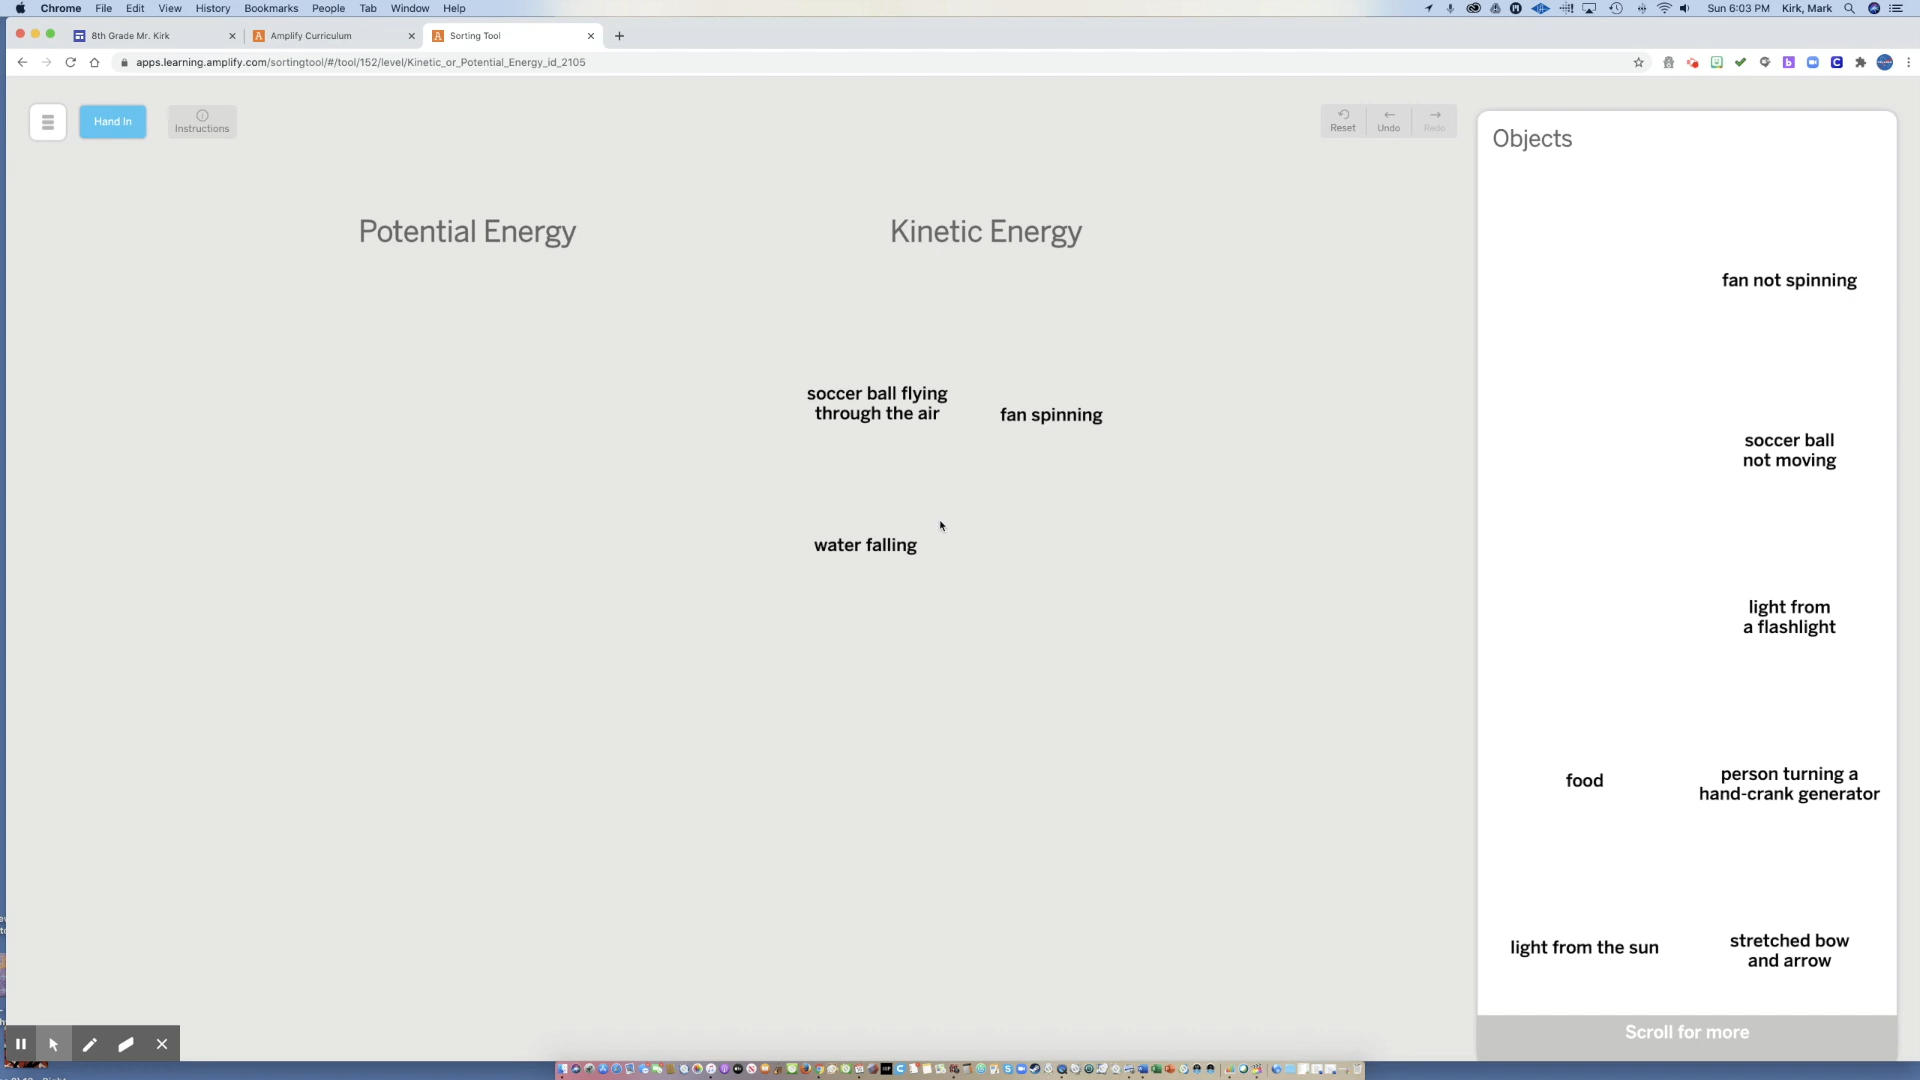 Chrome File Edit View History Bookmarks People Tab Window Help
Sun 6:03 PM Kirk, Mark
8th Grade Mr. Kirk
Amplify Curriculum
Sorting Tool
apps.learning.amplify.com/sortingtool/#/tool/152/level/Kinetic_or_Potential_Energy_id_2105
Hand In
Instructions
Reset
Undo
Redo
Objects
Potential Energy
Kinetic Energy
fan not spinning
soccer ball flying
through the air
fan spinning
soccer ball
not moving
water falling
light from
a flashlight
food
person turning a
hand-crank generator
light from the sun
stretched bow
and arrow
Scroll for more